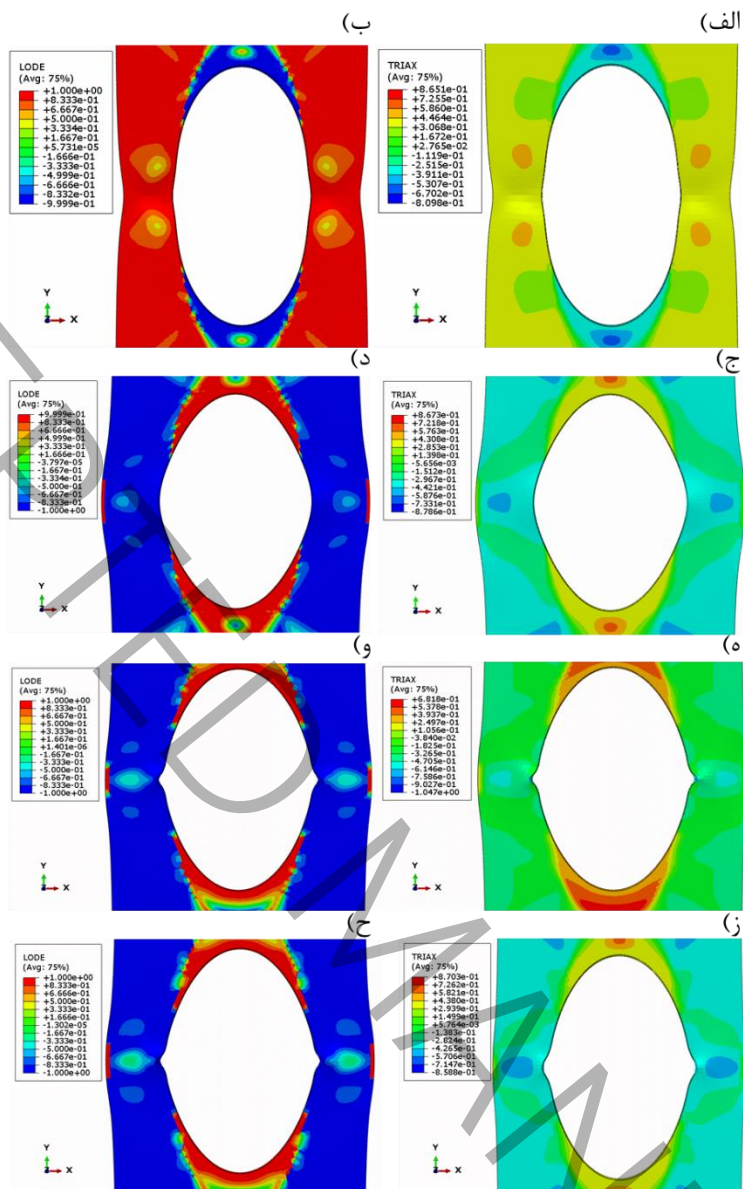 الف)
TRIAX
(Avg: 75%)
+8.651e-01
+7.255e-01
+5.860e-01
+4.464e-01
+3.068e-01
+1.672e-01
+2.765e-02
-1.119e-01
-2.515e-01
-3.911e-01
-5.307e-01
-6.702e-01
-8.098e-01
Y
Z X
ب)
LODE
(Avg: 75%)
+1.000e+00
+8.333e-01
+6.667e-01
+5.000e-01
+3.334e-01
+1.667e-01
+5.731e-05
-1.666e-01
-3.333e-01
-4.999e-01
-6.666e-01
-8.332e-01
-9.999e-01
Y
Z X
ج)
TRIAX
(Avg: 75%)
+8.673e-01
+7.218e-01
+5.763e-01
+4.308e-01
+2.853e-01
+1.398e-01
-5.656e-03
-1.512e-01
-2.967e-01
-4.421e-01
-5.876e-01
-7.331e-01
-8.786e-01
Y
Z X
د)
LODE
(Avg: 75%)
+9.999e-01
+8.333e-01
+6.666e-01
+4.999e-01
+3.333e-01
+1.666e-01
-3.797e-05
-1.667e-01
-3.334e-01
-5.000e-01
-6.667e-01
-8.333e-01
-1.000e+00
Y
Z X
ه)
TRIAX
(Avg: 75%)
+6.818e-01
+5.378e-01
+3.937e-01
+2.497e-01
+1.056e-01
-3.840e-02
-1.825e-01
-3.265e-01
-4.705e-01
-6.146e-01
-7.586e-01
-9.027e-01
-1.047e+00
Y
Z X
و)
LODE
(Avg: 75%)
+1.000e+00
+8.333e-01
+6.667e-01
+5.000e-01
+3.333e-01
+1.667e-01
+1.401e-06
-1.667e-01
-3.333e-01
-5.000e-01
-6.667e-01
-8.333e-01
-1.000e+00
Y
Z X
ز)
TRIAX
(Avg: 75%)
+8.703e-01
+7.262e-01
+5.821e-01
+4.380e-01
+2.939e-01
+1.499e-01
+5.764e-03
-1.383e-01
-2.824e-01
-4.265e-01
-5.706e-01
-7.147e-01
-8.588e-01
Y
Z X
ح)
LODE
(Avg: 75%)
+1.000e+00
+8.333e-01
+6.666e-01
+5.000e-01
+3.333e-01
+1.666e-01
-1.302e-05
-1.667e-01
-3.333e-01
-5.000e-01
-6.667e-01
-8.333e-01
-1.000e+00
Y
Z X